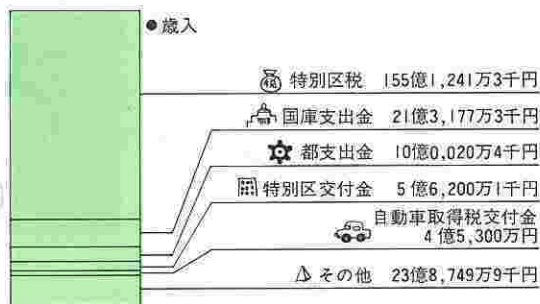 ●歳入
特別区税 155億1,241万3千円
国庫支出金 21億3,177万3千円
都支出金 10億0,020万4千円
特別区交付金 5億6,200万1千円
自動車取得税交付金
4億5,300万円
その他 23億8,749万9千円